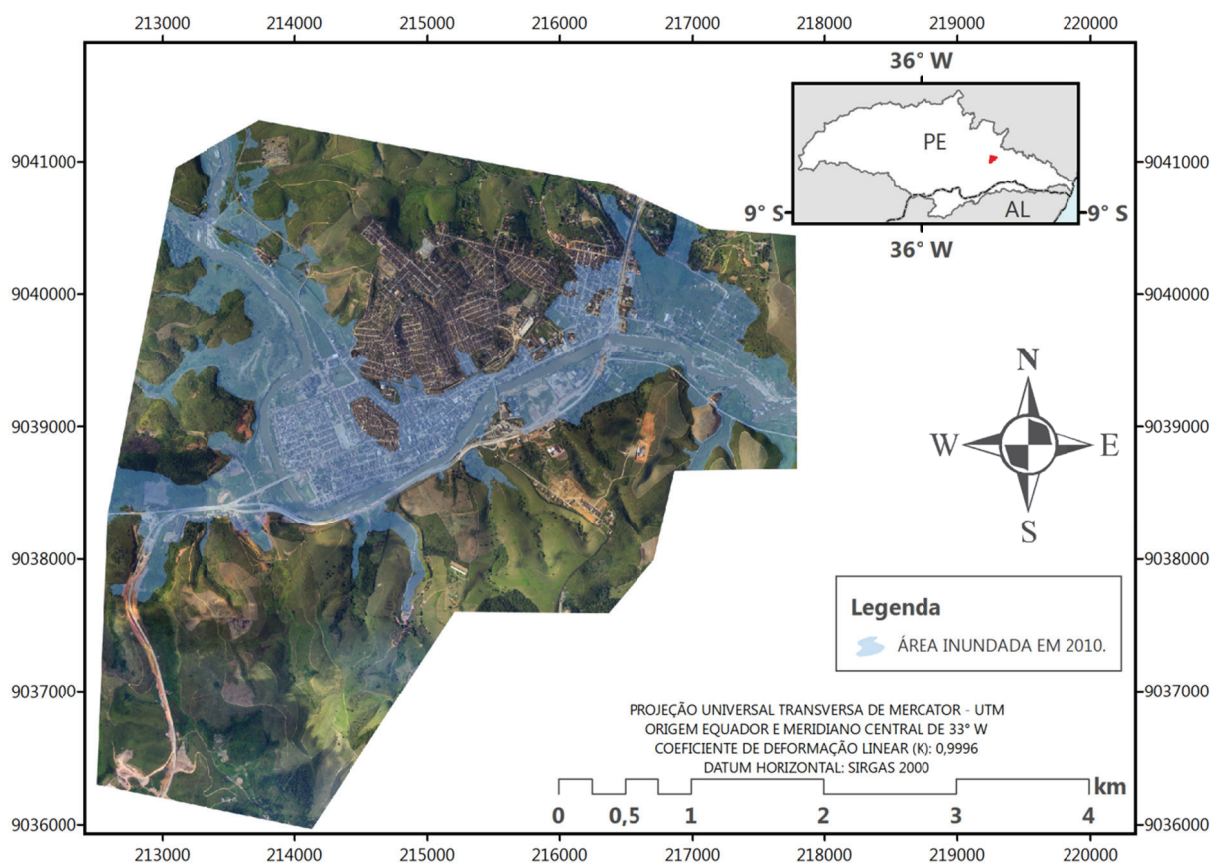 213000 214000 215000 216000 217000 218000 219000 220000
36° W
PE
AL
9° S 9° S
36° W
9041000 9041000
9040000 9040000
9039000 9039000
9038000 9038000
9037000 9037000
9036000 9036000
N
W E
S
Legenda
ÁREA INUNDADA EM 2010.
PROJEÇÃO UNIVERSAL TRANSVERSA DE MERCATOR - UTM
ORIGEM EQUADOR E MERIDIANO CENTRAL DE 33° W
COEFICIENTE DE DEFORMAÇÃO LINEAR (K): 0,9996
DATUM HORIZONTAL: SIRGAS 2000
km
0 0,5 1 2 3 4
213000 214000 215000 216000 217000 218000 219000 220000